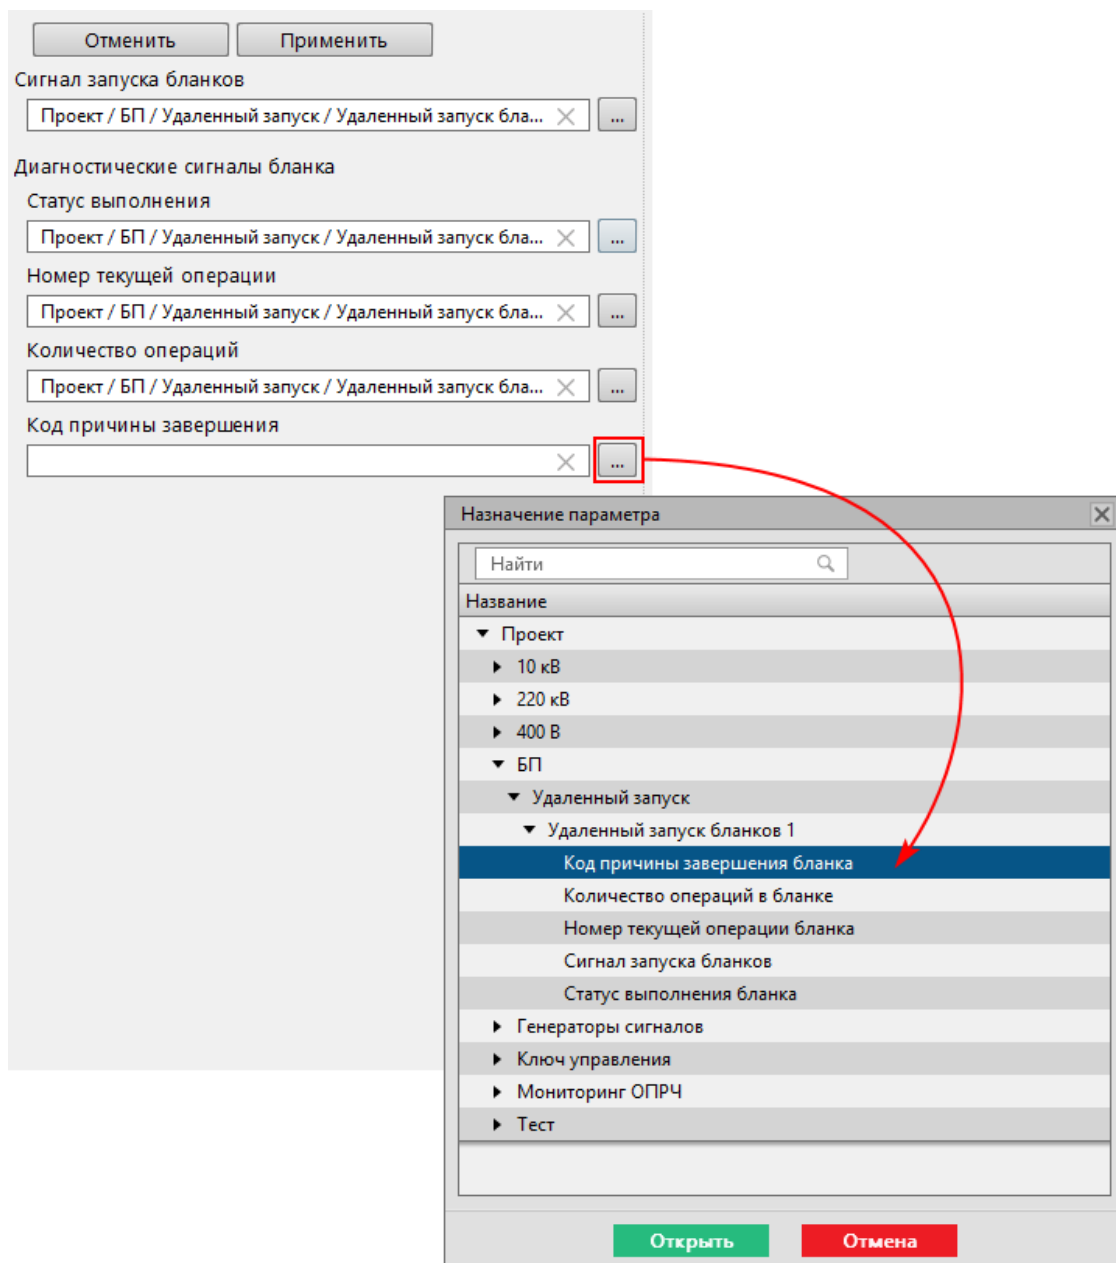 Отменить Применить
Сигнал запуска бланков
Проект / БП / Удаленный запуск / Удаленный запуск бла... ...
Диагностические сигналы бланка
Статус выполнения
Проект / БП / Удаленный запуск / Удаленный запуск бла... ...
Номер текущей операции
Проект / БП / Удаленный запуск / Удаленный запуск бла... ...
Количество операций
Проект / БП / Удаленный запуск / Удаленный запуск бла... ...
Код причины завершения
...
Назначение параметра
Найти
Название
Проект
10 кВ
220 кВ
400 В
БП
Удаленный запуск
Удаленный запуск бланков 1
Код причины завершения бланка
Количество операций в бланке
Номер текущей операции бланка
Сигнал запуска бланков
Статус выполнения бланка
Генераторы сигналов
Ключ управления
Мониторинг ОПРЧ
Тест
Открыть Отмена